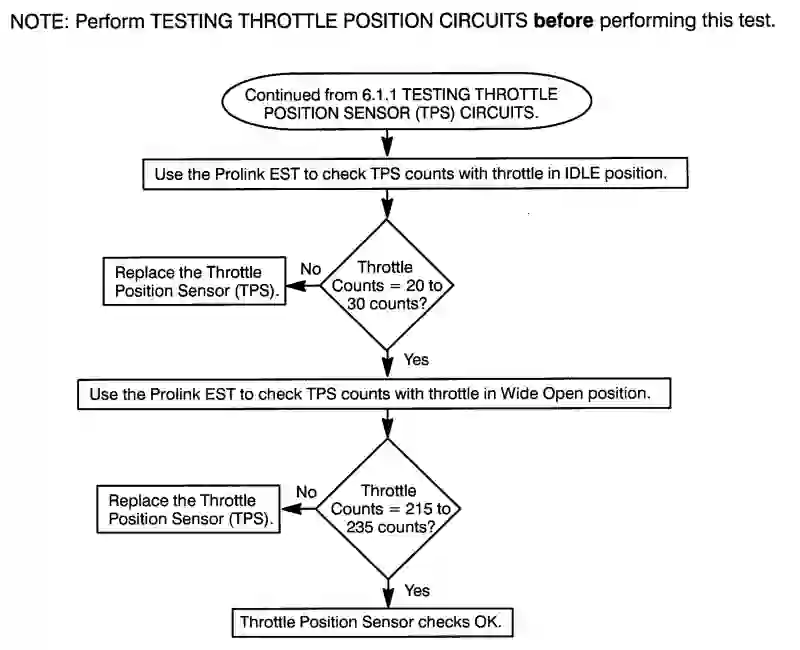 NOTE: Perform TESTING THROTTLE POSITION CIRCUITS before performing this test.
Continued from 6.1.1 TESTING THROTTLE
POSITION SENSOR (TPS) CIRCUITS.
Use the Prolink EST to check TPS counts with throttle in IDLE position.
Throttle
Counts = 20 to
30 counts?
No
Replace the Throttle
Position Sensor (TPS).
Yes
Use the Prolink EST to check TPS counts with throttle in Wide Open position.
Throttle
Counts = 215 to
235 counts?
No
Replace the Throttle
Position Sensor (TPS).
Yes
Throttle Position Sensor checks OK.